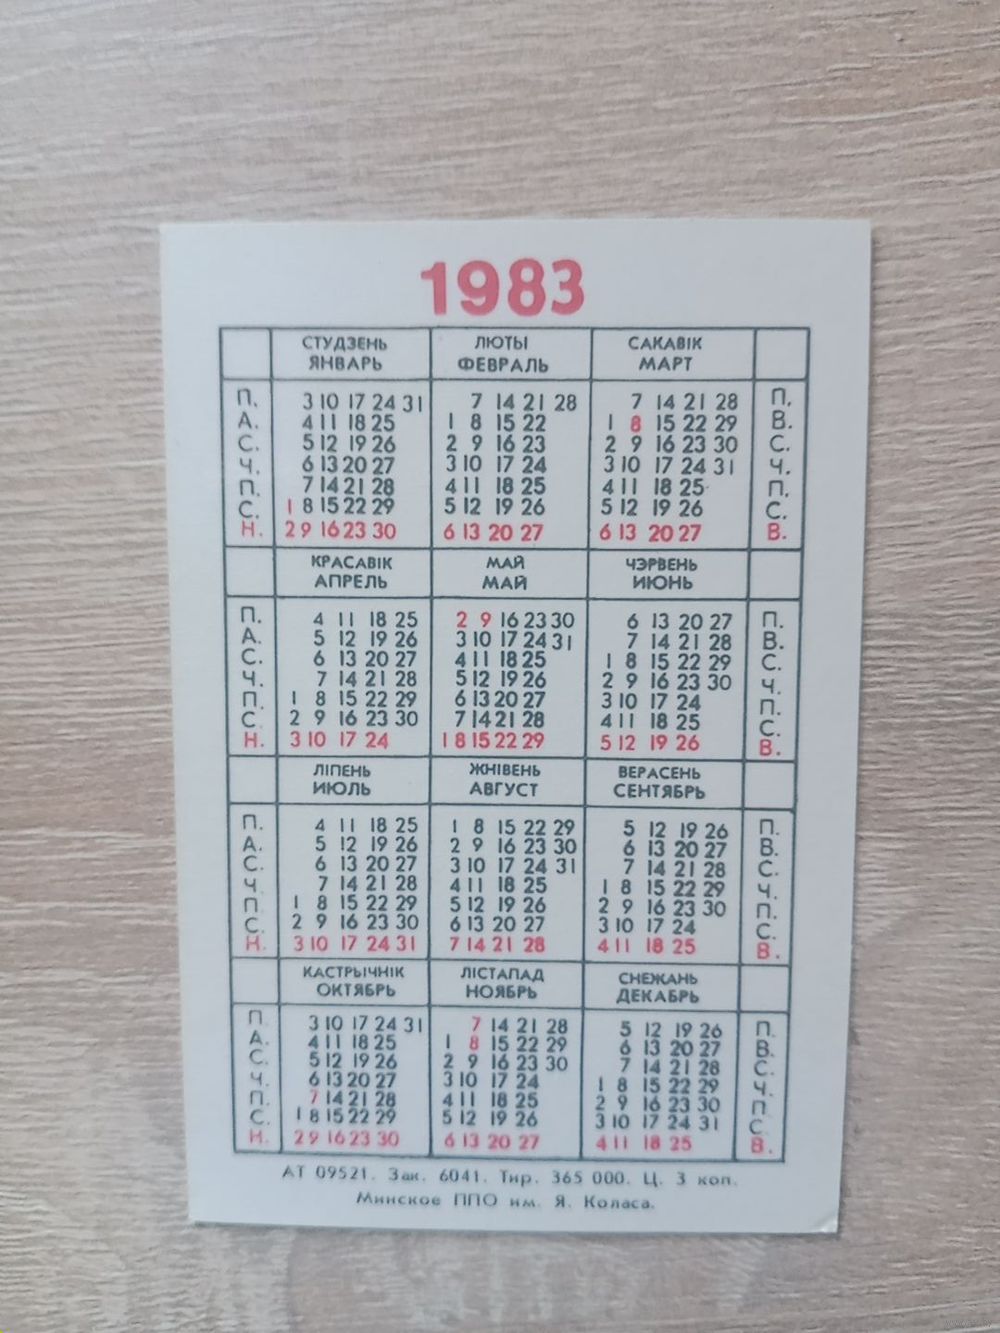 1983
СТУДЗЕНЬ ЛЮТЫ САКАВІК
ЯНВАРЬ ФЕВРАЛЬ МАРТ
П. 3 10 17 24 31 7 14 21 28 7 14 21 28 П.
А. 4 11 18 25 1 8 15 22 1 8 15 22 29 В.
С. 5 12 19 26 2 9 16 23 2 9 16 23 30 С.
Ч. 6 13 20 27 3 10 17 24 3 10 17 24 31 Ч.
П. 7 14 21 28 4 11 18 25 4 11 18 25 П.
С. 1 8 15 22 29 5 12 19 26 5 12 19 26 С.
Н. 2 9 16 23 30 6 13 20 27 6 13 20 27 В.
КРАСАВІК МАЙ ЧЭРВЕНЬ
АПРЕЛЬ МАЙ ИЮНЬ
П. 4 11 18 25 2 9 16 23 30 6 13 20 27 П.
А. 5 12 19 26 3 10 17 24 31 7 14 21 28 В.
С. 6 13 20 27 4 11 18 25 1 8 15 22 29 С.
Ч. 7 14 21 28 5 12 19 26 2 9 16 23 30 Ч.
П. 1 8 15 22 29 6 13 20 27 3 10 17 24 П.
С. 2 9 16 23 30 7 14 21 28 4 11 18 25 С.
Н. 3 10 17 24 1 8 15 22 29 5 12 19 26 В.
ЛІПЕНЬ ЖНІВЕНЬ ВЕРАСЕНЬ
ИЮЛЬ АВГУСТ СЕНТЯБРЬ
П. 4 11 18 25 1 8 15 22 29 5 12 19 26 П.
А. 5 12 19 26 2 9 16 23 30 6 13 20 27 В.
С. 6 13 20 27 3 10 17 24 31 7 14 21 28 С.
Ч. 7 14 21 28 4 11 18 25 1 8 15 22 29 Ч.
П. 1 8 15 22 29 5 12 19 26 2 9 16 23 30 П.
С. 2 9 16 23 30 6 13 20 27 3 10 17 24 С.
Н. 3 10 17 24 31 7 14 21 28 4 11 18 25 В.
КАСТРЫЧНІК ЛІСТАПАД СНЕЖАНЬ
ОКТЯБРЬ НОЯБРЬ ДЕКАБРЬ
П. 3 10 17 24 31 7 14 21 28 5 12 19 26 П.
А. 4 11 18 25 1 8 15 22 29 6 13 20 27 В.
С. 5 12 19 26 2 9 16 23 30 7 14 21 28 С.
Ч. 6 13 20 27 3 10 17 24 1 8 15 22 29 Ч.
П. 7 14 21 28 4 11 18 25 2 9 16 23 30 П
С. 1 8 15 22 29 5 12 19 26 3 10 17 24 31 С
Н. 2 9 16 23 30 6 13 20 27 4 11 18 25 В.
АТ 09521. Зак. 6041. Тир. 365 000. Ц. 3 коп.
Минское ППО им. Я. Коласа.